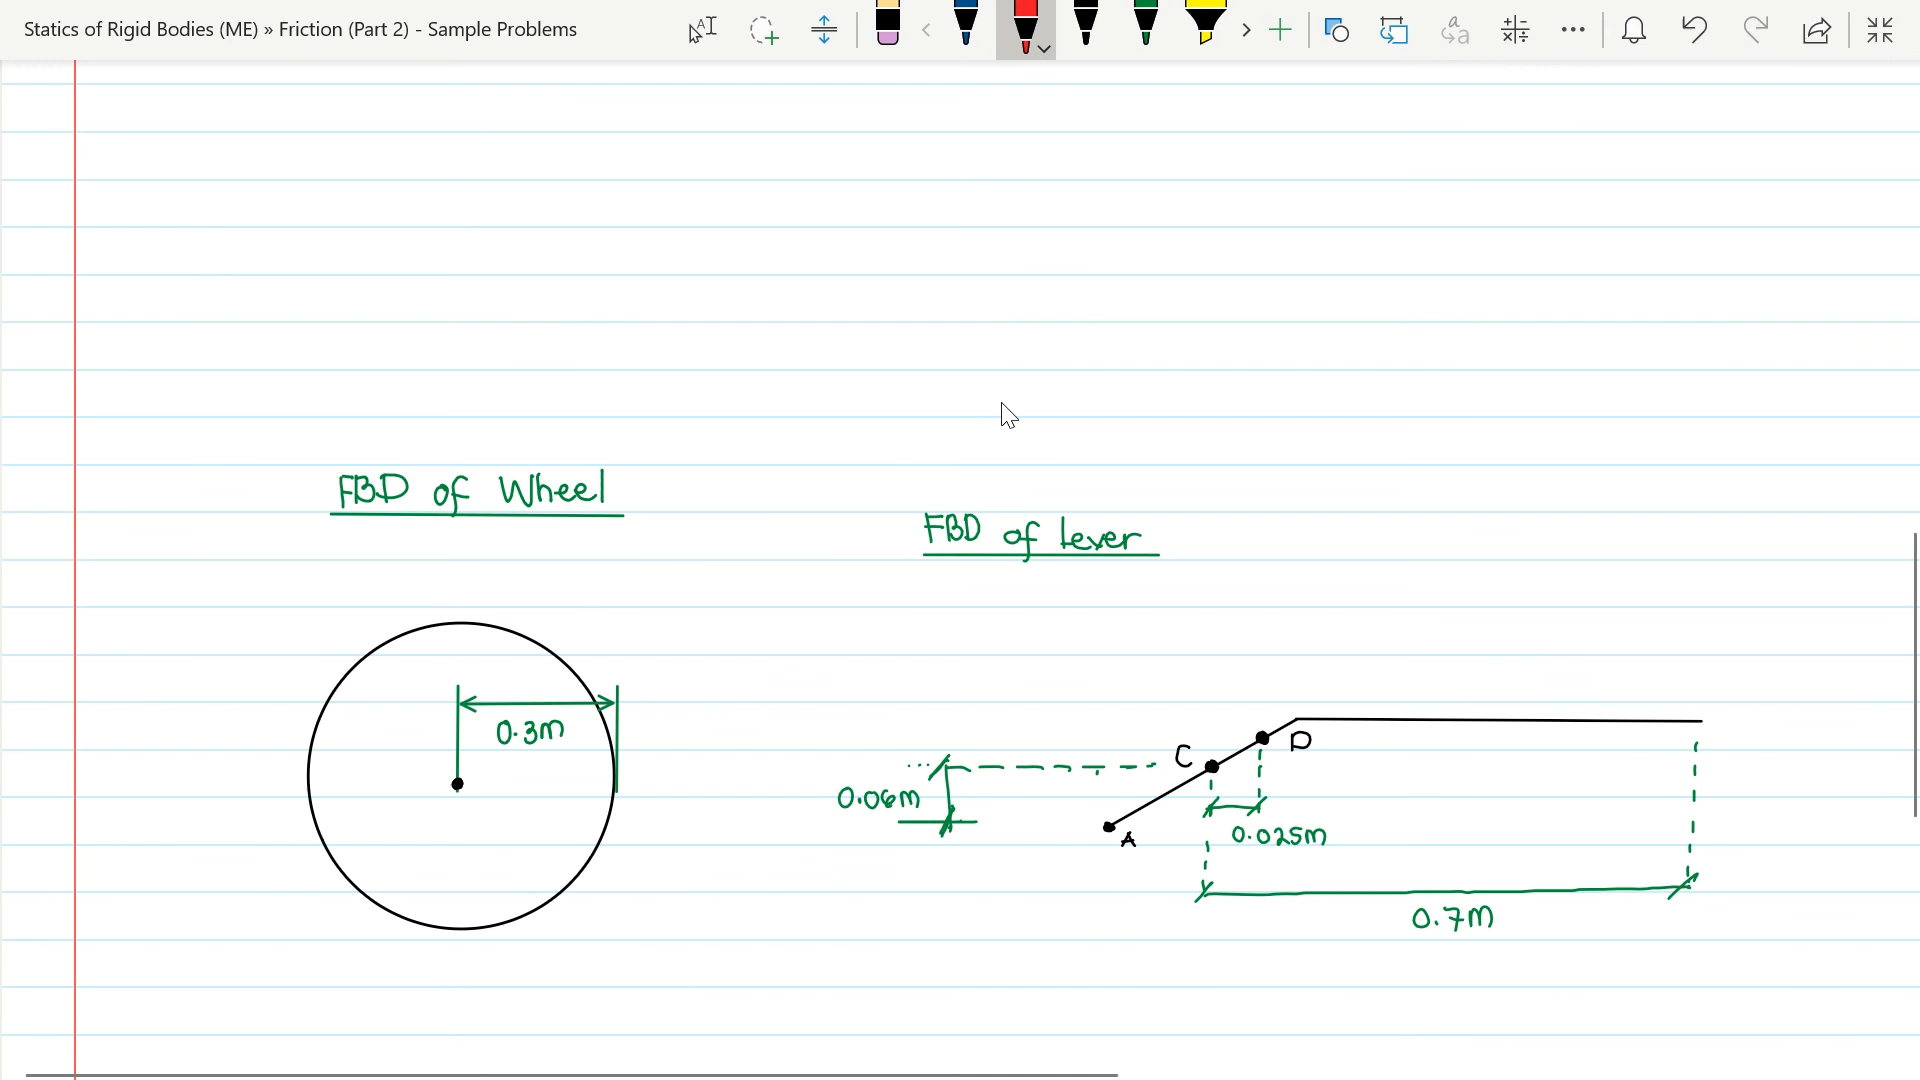 Statics of Rigid Bodies (ME) » Friction (Part 2) - Sample Problems
FBD of Wheel
FBD of lever
0.3m
C
D
0.06m
A
0.025m
0.7m